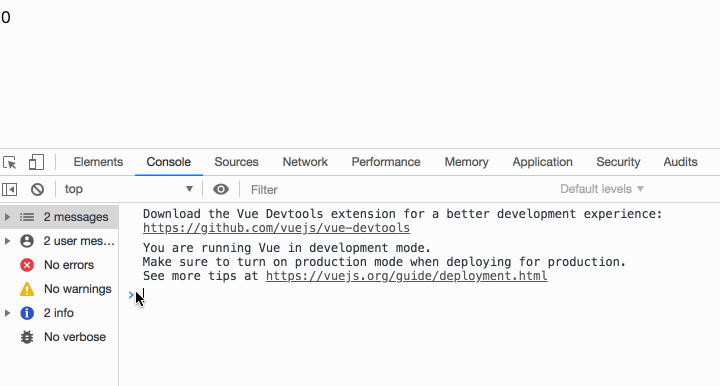 0
Elements Console Sources Network Performance Memory Application Security Audits
top Filter Default levels
2 messages
2 user mes...
No errors
No warnings
2 info
No verbose
Download the Vue Devtools extension for a better development experience:
https://github.com/vuejs/vue-devtools
You are running Vue in development mode.
Make sure to turn on production mode when deploying for production.
See more tips at https://vuejs.org/guide/deployment.html